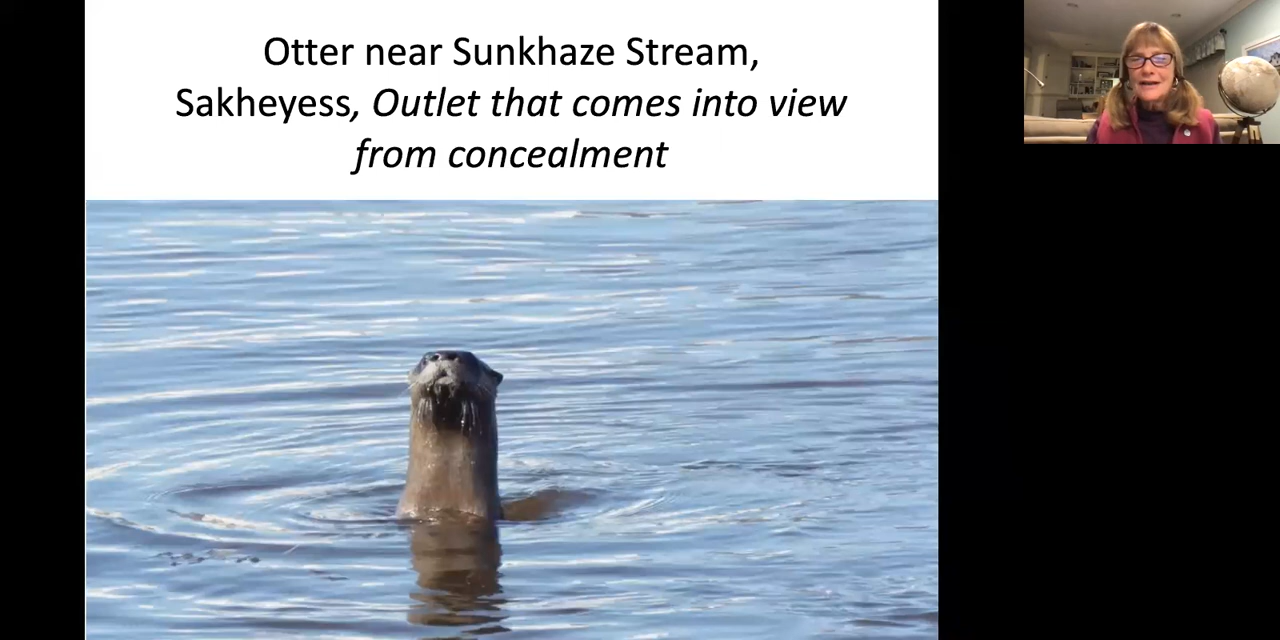 Otter near Sunkhaze Stream,
Sakheyess, Outlet that comes into view
from concealment